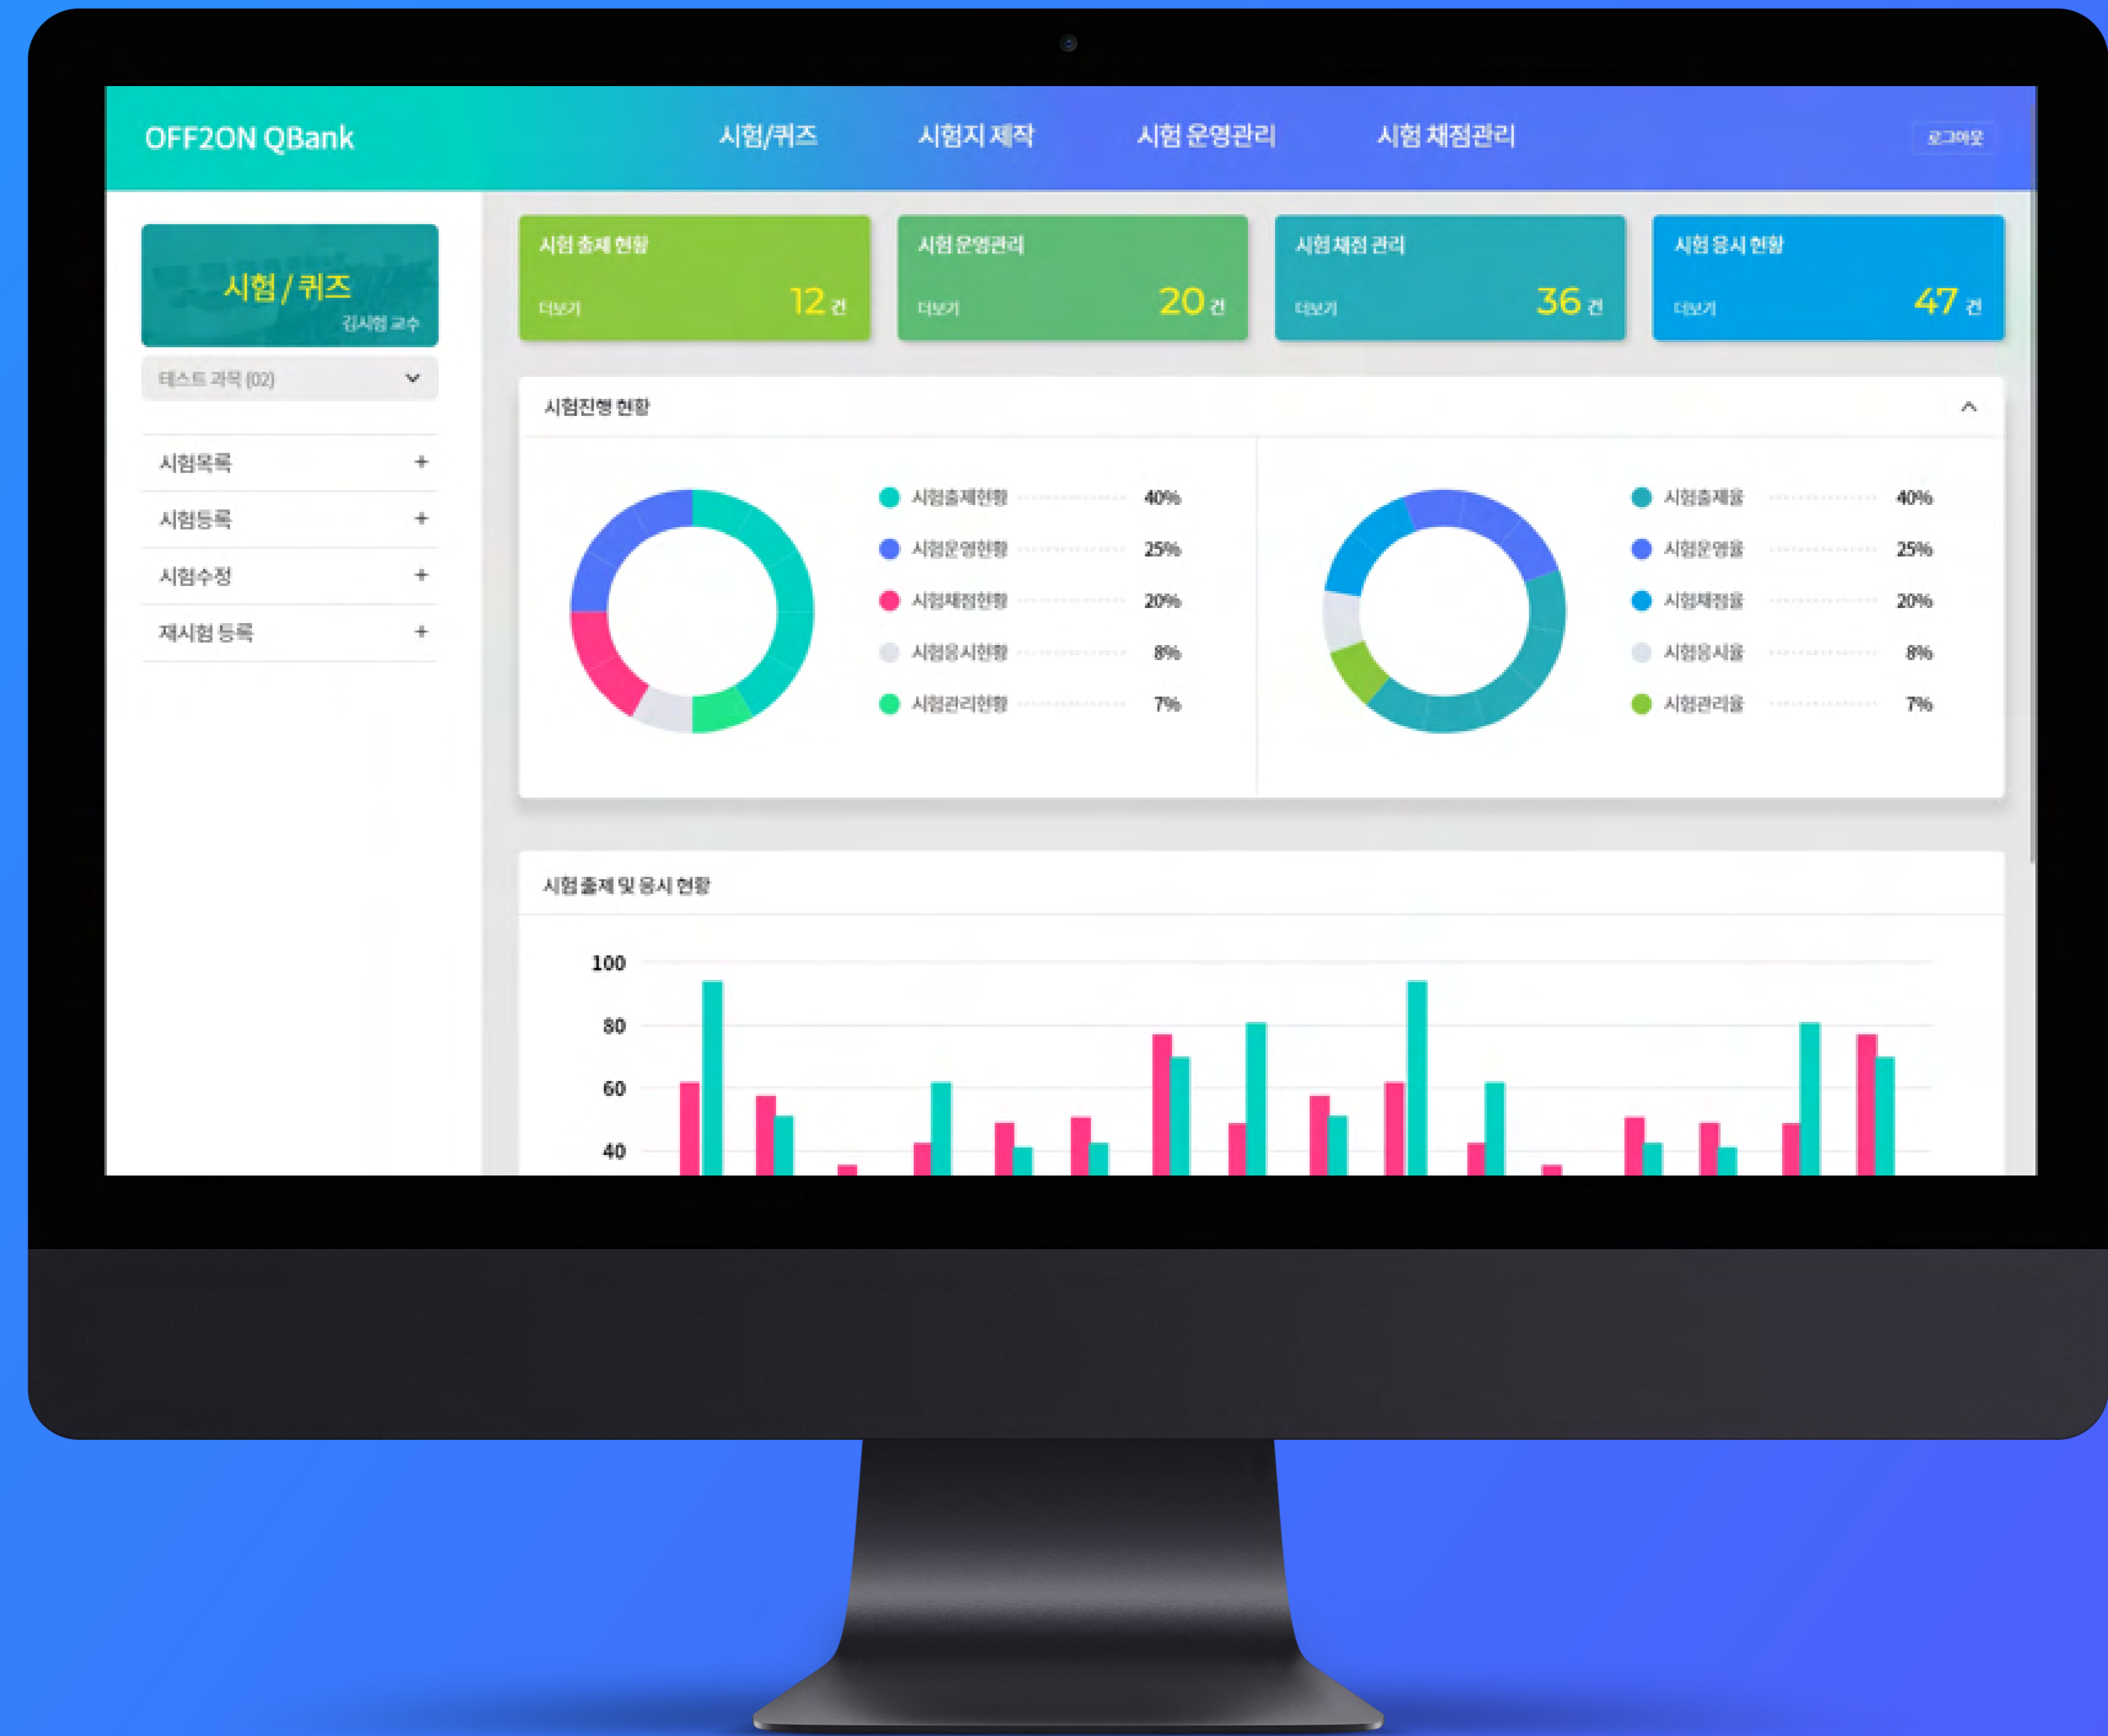 OFF2ON QBank
시험/퀴즈 시험지 제작 시험 운영관리 시험 채점관리
로그아웃
시험 / 퀴즈
김시험 교수
테스트 과목 (02)
시험목록 +
시험등록 +
시험수정 +
재시험 등록 +
시험 출제 현황
더보기 12 건
시험 운영관리
더보기 20 건
시험 채점 관리
더보기 36 건
시험 응시 현황
더보기 47 건
시험진행 현황
시험출제현황 40%
시험운영현황 25%
시험채점현황 20%
시험응시현황 8%
시험관리현황 7%
시험출제율 40%
시험운영율 25%
시험채점율 20%
시험응시율 8%
시험관리율 7%
시험 출제 및 응시 현황
100
80
60
40